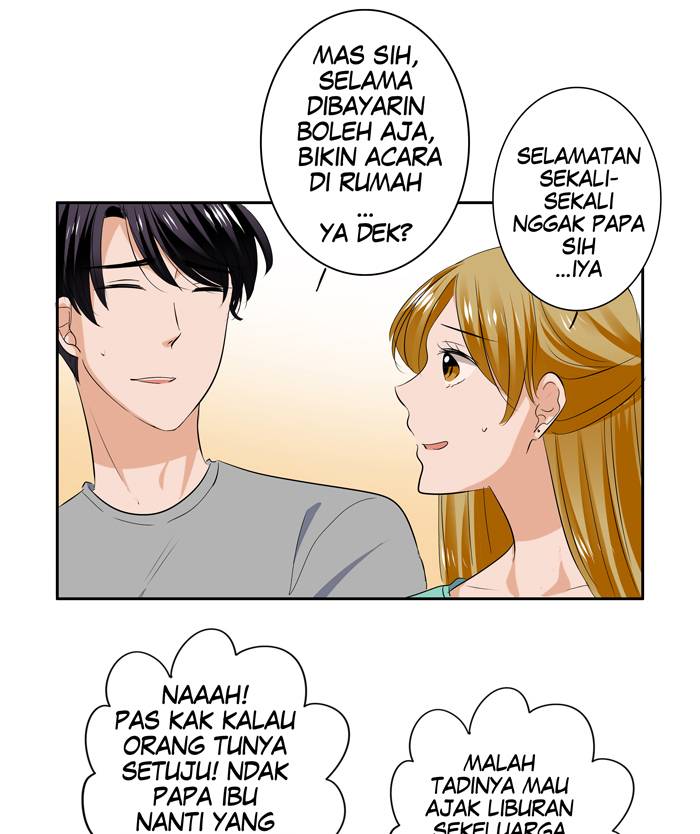 MAS SIH,
SELAMA
DIBAYARIN
BOLEH AJA,
BIKIN ACARA
DI RUMAH
...
YA DEK?
SELAMATAN
SEKALI-
SEKALI
NGGAK PAPA
SIH
...IYA
NAAAH!
PAS KAK KALAU
ORANG TUNYA
SETUJU! NDAK
PAPA IBU
NANTI YANG
MALAH
TADINYA MAU
AJAK LIBURAN
SEKELUARGA